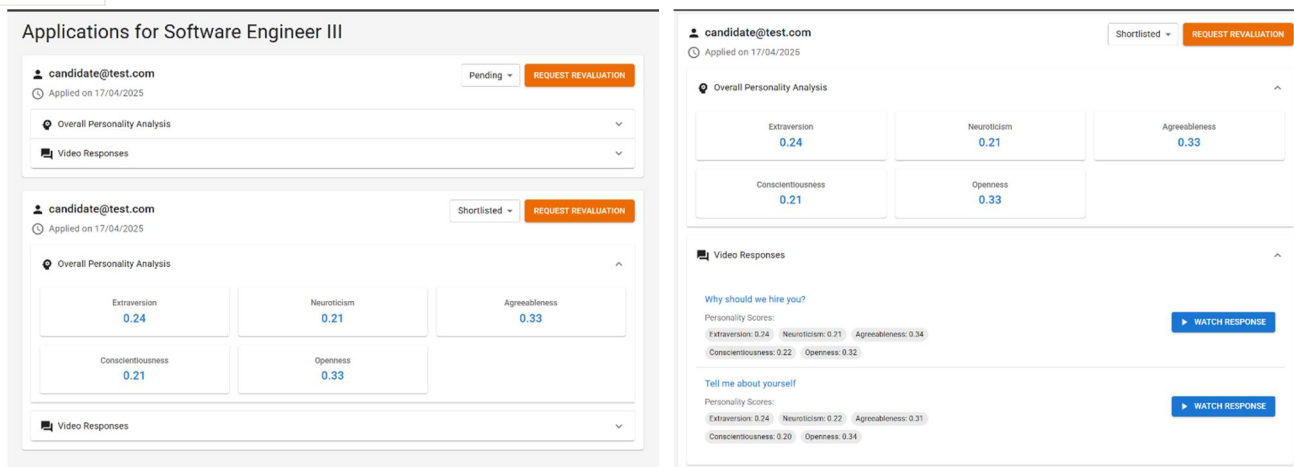 Applications for Software Engineer III
candidate@test.com
Pending
REQUEST REVALUATION
Applied on 17/04/2025
Overall Personality Analysis
Video Responses
candidate@test.com
Shortlisted
REQUEST REVALUATION
Applied on 17/04/2025
Overall Personality Analysis
Extraversion
0.24
Neuroticism
0.21
Agreeableness
0.33
Conscientiousness
0.21
Openness
0.33
Video Responses
candidate@test.com
Shortlisted
REQUEST REVALUATION
Applied on 17/04/2025
Overall Personality Analysis
Extraversion
0.24
Neuroticism
0.21
Agreeableness
0.33
Conscientiousness
0.21
Openness
0.33
Video Responses
Why should we hire you?
Personality Scores:
Extraversion: 0.24 Neuroticism: 0.21 Agreeableness: 0.34
Conscientiousness: 0.22 Openness: 0.32
WATCH RESPONSE
Tell me about yourself
Personality Scores:
Extraversion: 0.24 Neuroticism: 0.22 Agreeableness: 0.31
Conscientiousness: 0.20 Openness: 0.34
WATCH RESPONSE